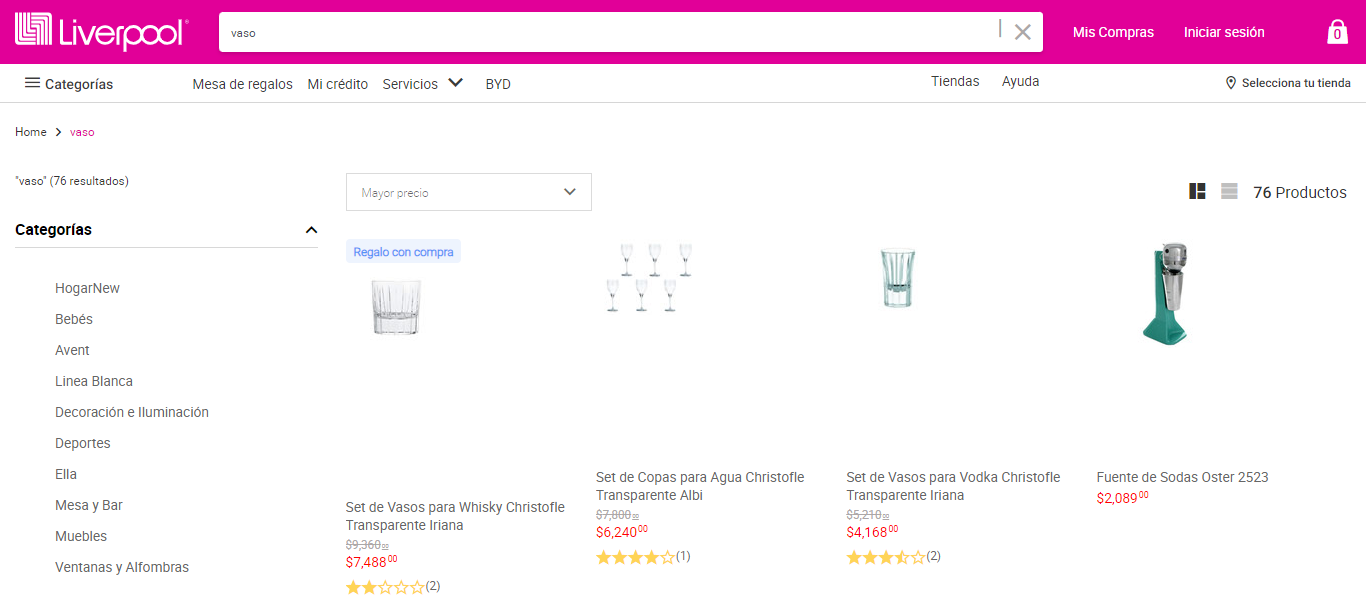 Liverpool
vaso
Mis Compras
Iniciar sesión
0
Categorías
Mesa de regalos
Mi crédito
Servicios
BYD
Tiendas
Ayuda
Selecciona tu tienda
Home > vaso
"vaso" (76 resultados)
Mayor precio
76 Productos
Categorías
HogarNew
Bebés
Avent
Linea Blanca
Decoración e Iluminación
Deportes
Ella
Mesa y Bar
Muebles
Ventanas y Alfombras
Regalo con compra
Set de Vasos para Whisky Christofle
Transparente Iriana
$9,360.00
$7,488.00
(2)
Set de Copas para Agua Christofle
Transparente Albi
$7,800.00
$6,240.00
(1)
Set de Vasos para Vodka Christofle
Transparente Iriana
$5,210.00
$4,168.00
(2)
Fuente de Sodas Oster 2523
$2,089.00